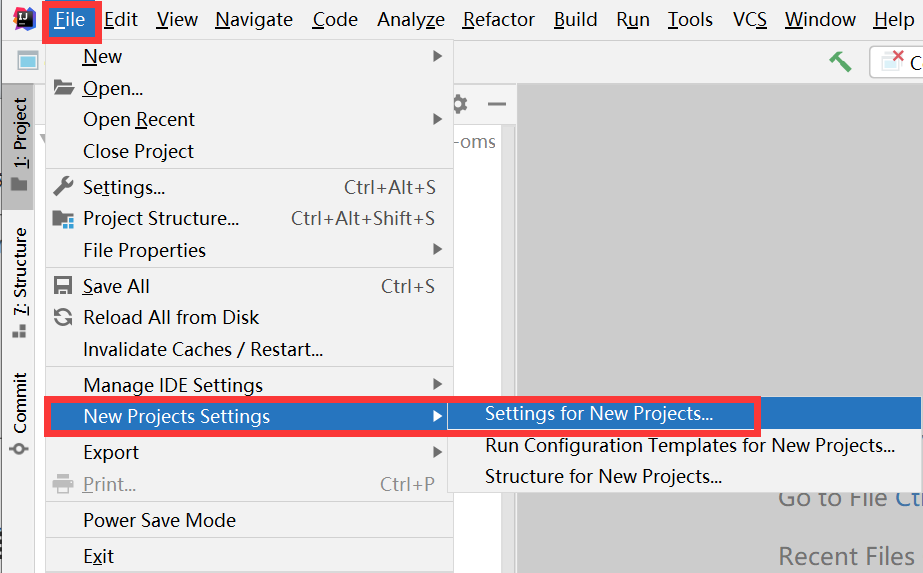 File Edit View Navigate Code Analyze Refactor Build Run Tools VCS Window Help
New
Open...
Open Recent
Close Project
Settings... Ctrl+Alt+S
Project Structure... Ctrl+Alt+Shift+S
File Properties
Save All Ctrl+S
Reload All from Disk
Invalidate Caches / Restart...
Manage IDE Settings
New Projects Settings
Export
Print... Ctrl+P
Power Save Mode
Exit
Settings for New Projects...
Run Configuration Templates for New Projects...
Structure for New Projects...
1: Project
7: Structure
Commit
-oms
Go to File
Recent Files